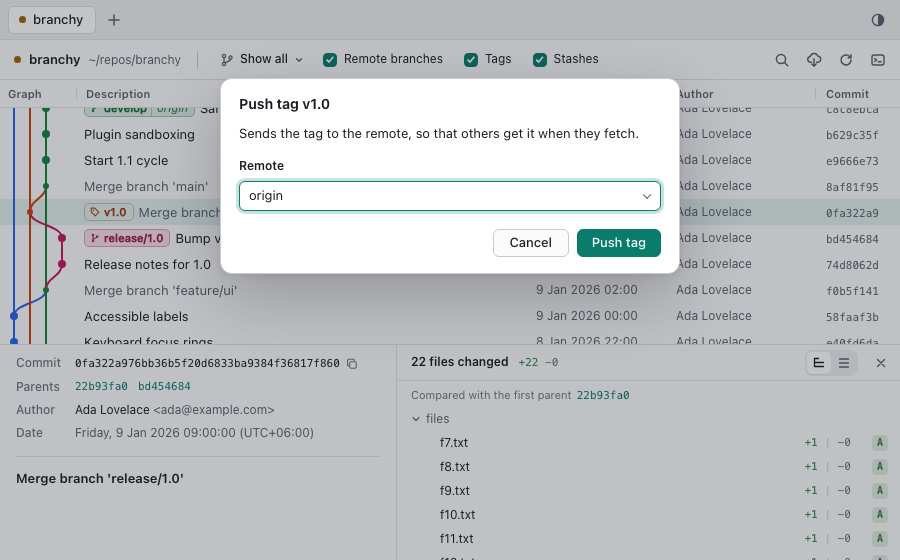 branchy
branchy ~/repos/branchy Show all Remote branches Tags Stashes
Graph Description Author Commit
develop origin San c8c8ebca
Plugin sandboxing Ada Lovelace b629c35f
Start 1.1 cycle Ada Lovelace e9666e73
Merge branch 'main' Ada Lovelace 8af81f95
v1.0 Merge branch Ada Lovelace 0fa322a9
release/1.0 Bump v Ada Lovelace bd454684
Release notes for 1.0 Ada Lovelace 74d8062d
Merge branch 'feature/ui' 9 Jan 2026 02:00 Ada Lovelace f0b5f141
Accessible labels 9 Jan 2026 00:00 Ada Lovelace 58faaf3b
Keyboard focus rings 8 Jan 2026 22:00 Ada Lovelace e40fd6da
Push tag v1.0
Sends the tag to the remote, so that others get it when they fetch.
Remote
origin
Cancel Push tag
Commit 0fa322a976bb36b5f20d6833ba9384f36817f860
Parents 22b93fa0 bd454684
Author Ada Lovelace <ada@example.com>
Date Friday, 9 Jan 2026 09:00:00 (UTC+06:00)
Merge branch 'release/1.0'
22 files changed +22 −0
Compared with the first parent 22b93fa0
files
f7.txt +1 | −0 A
f8.txt +1 | −0 A
f9.txt +1 | −0 A
f10.txt +1 | −0 A
f11.txt +1 | −0 A